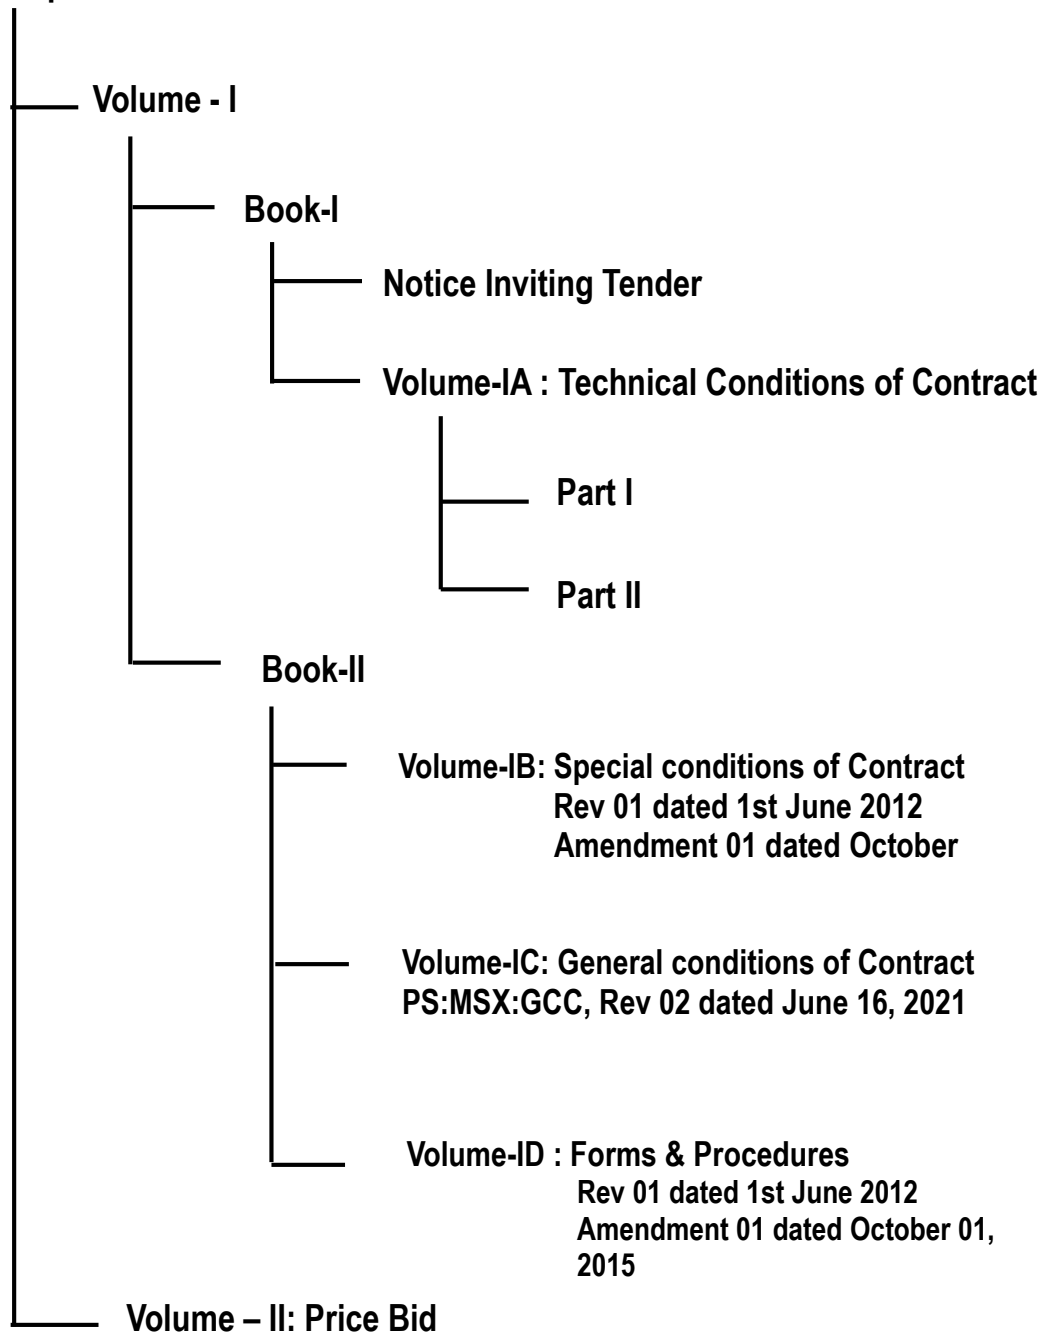 Volume - I
Book-I
Notice Inviting Tender
Volume-IA : Technical Conditions of Contract
Part I
Part II
Book-II
Volume-IB: Special conditions of Contract
Rev 01 dated 1st June 2012
Amendment 01 dated October
Volume-IC: General conditions of Contract
PS:MSX:GCC, Rev 02 dated June 16, 2021
Volume-ID : Forms & Procedures
Rev 01 dated 1st June 2012
Amendment 01 dated October 01,
2015
Volume – II: Price Bid